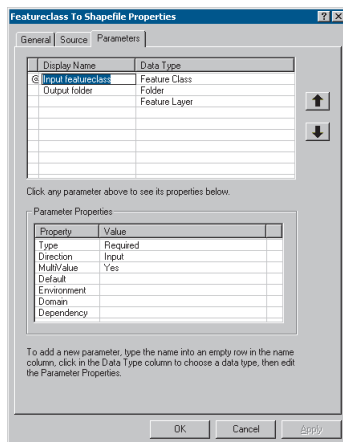 Featureclass To Shapefile Properties
General Source Parameters
Display Name Data Type
Input featureclass Feature Class
Output folder Folder
Feature Layer
Click any parameter above to see its properties below.
Parameter Properties
Property Value
Type Required
Direction Input
MultiValue Yes
Default
Environment
Domain
Dependency
To add a new parameter, type the name into an empty row in the name
column, click in the Data Type column to choose a data type, then edit
the Parameter Properties.
OK Cancel Apply